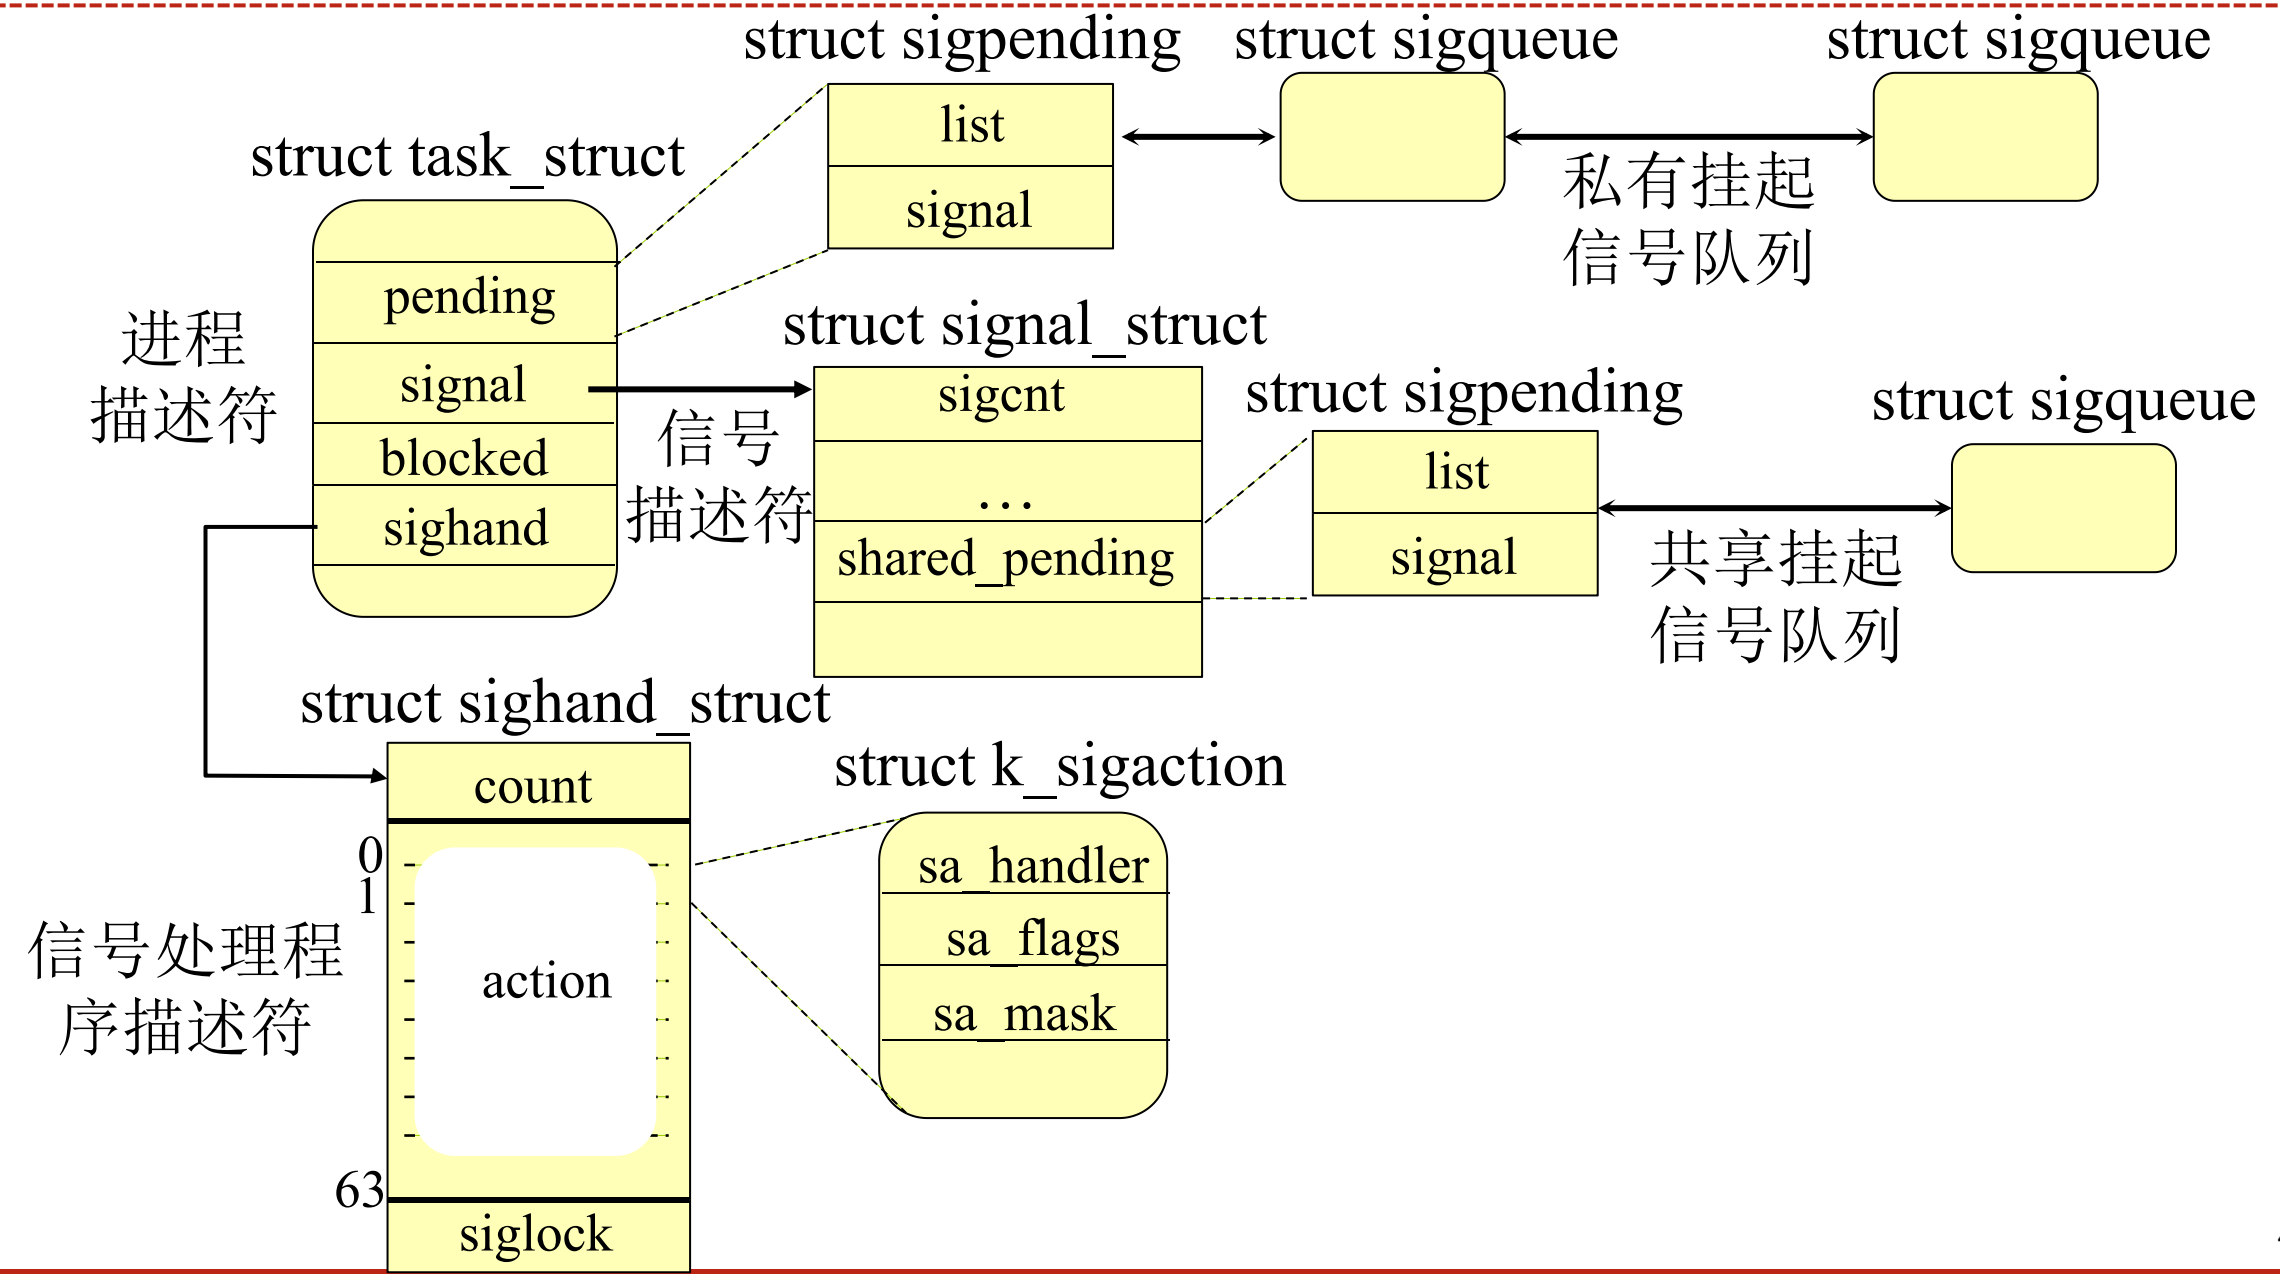 struct sigpending
struct sigqueue
struct sigqueue
list
signal
私有挂起
信号队列
struct task_struct
pending
signal
blocked
sighand
进程
描述符
信号
描述符
struct signal_struct
sigcnt
…
shared_pending
struct sigpending
list
signal
struct sigqueue
共享挂起
信号队列
struct sighand_struct
count
0
1
action
63
siglock
信号处理程
序描述符
struct k_sigaction
sa_handler
sa_flags
sa_mask